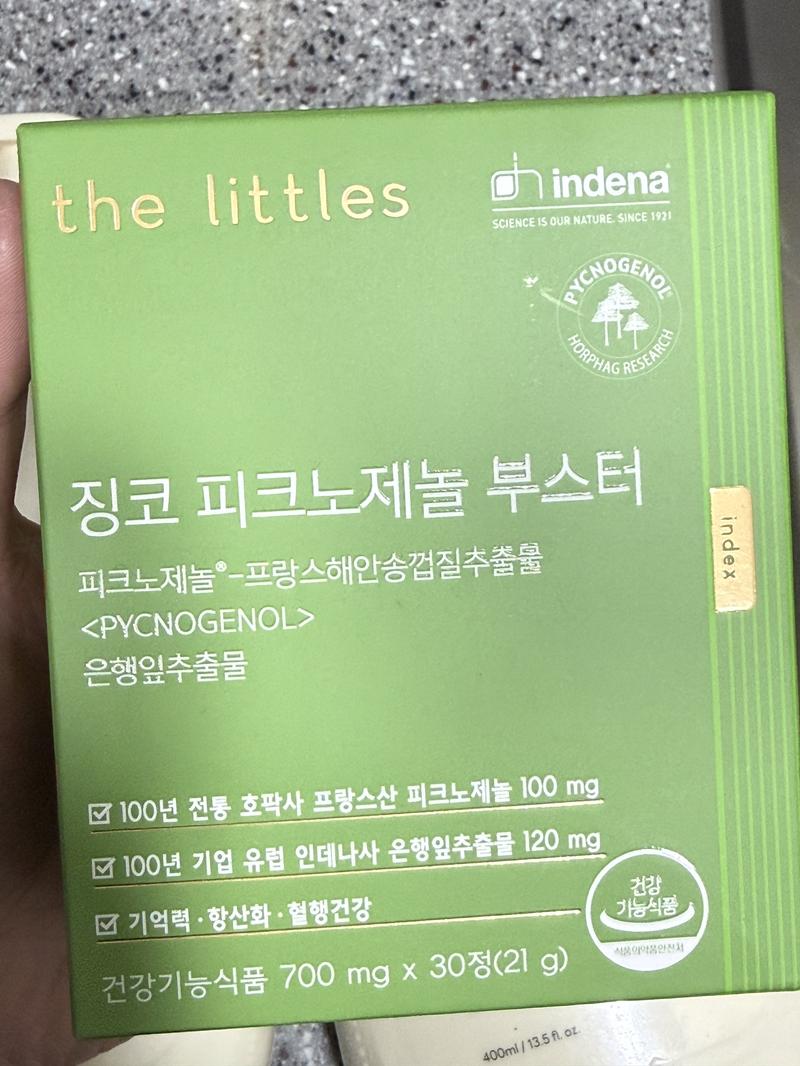 the littles
indena
SCIENCE IS OUR NATURE. SINCE 1921
PYCNOGENOL®
HORPHAG RESEARCH
징코 피크노제놀 부스터
피크노제놀®-프랑스해안송껍질추출물
<PYCNOGENOL>
은행잎추출물
index
100년 전통 호팍사 프랑스산 피크노제놀 100 mg
100년 기업 유럽 인데나사 은행잎추출물 120 mg
기억력·항산화·혈행건강
건강
기능식품
식품의약품안전처
건강기능식품 700 mg x 30정(21 g)
400ml / 13.5 fl. oz.